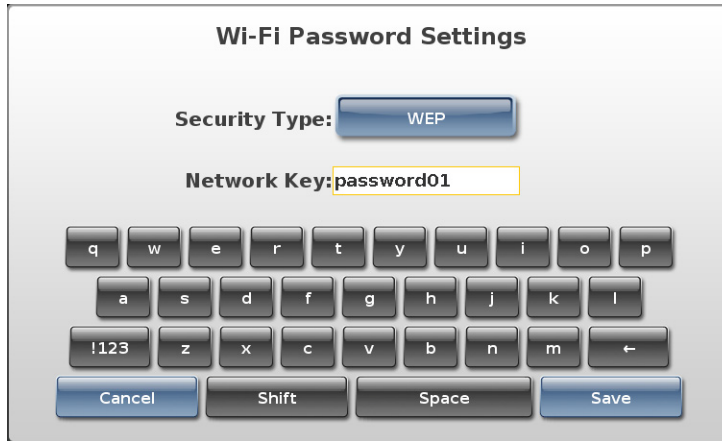 Wi-Fi Password Settings
Security Type: WEP
Network Key: password01
q w e r t y u i o p
a s d f g h j k l
!123 z x c v b n m ←
Cancel Shift Space Save